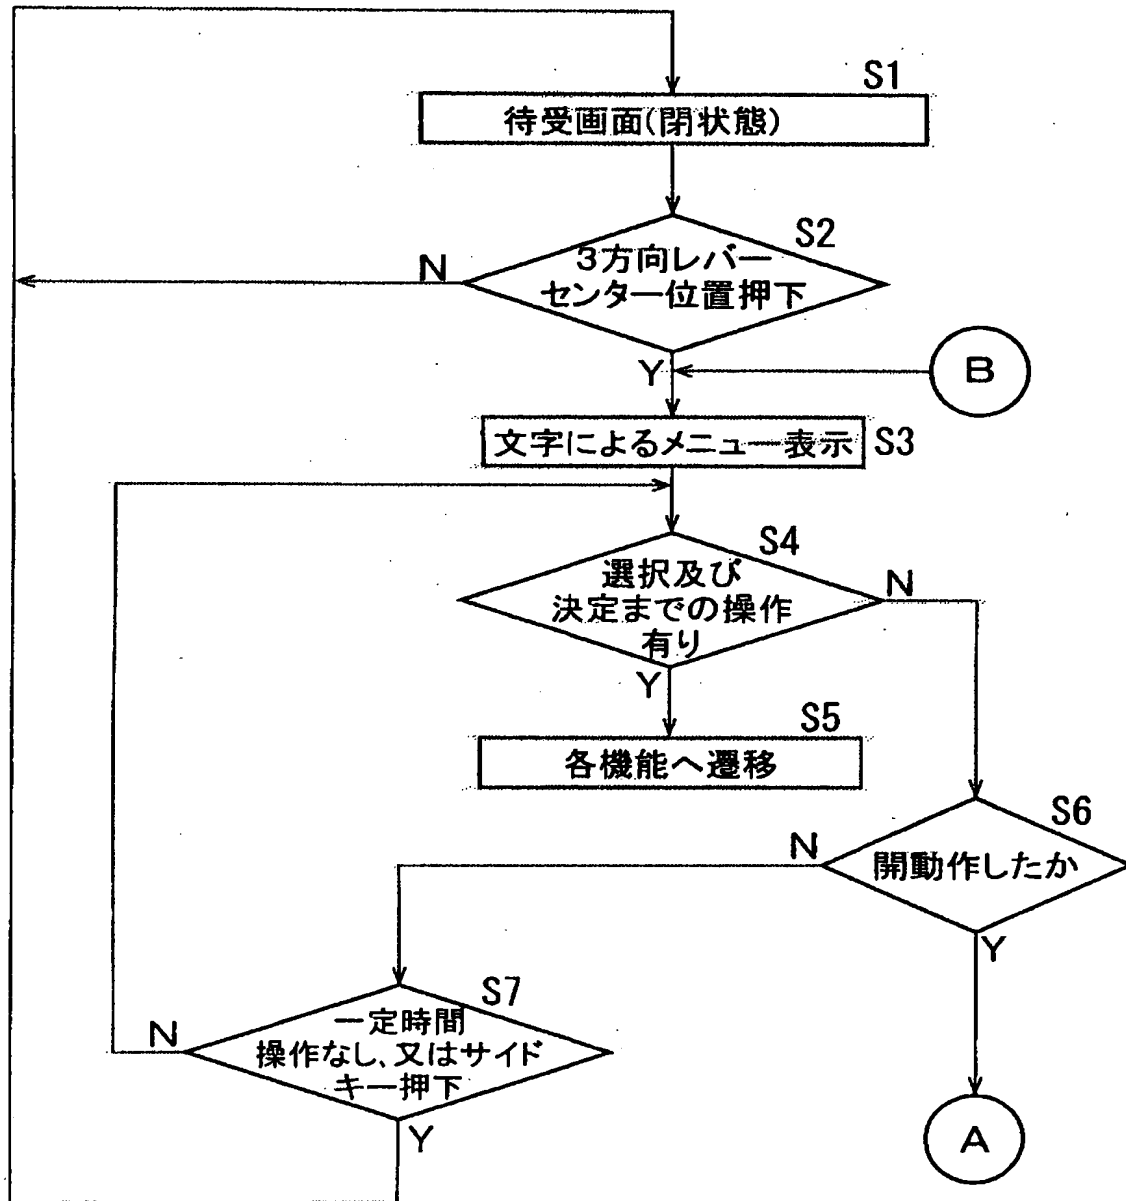 S1
待受画面(閉状態)
S2
3方向レバー
センター位置押下
N
Y
B
文字によるメニュー表示
S3
S4
選択及び
決定までの操作
有り
N
Y
S5
各機能へ遷移
S6
開動作したか
N
Y
S7
一定時間
操作なし、又はサイド
キー押下
N
Y
A